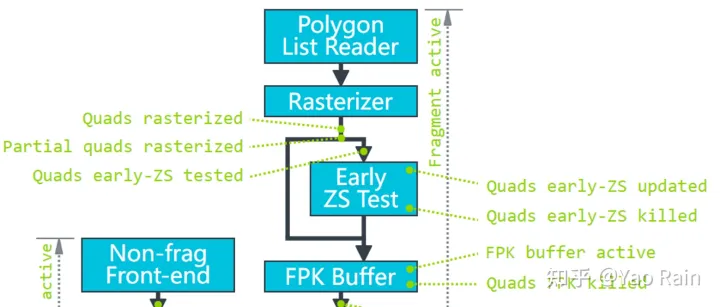 Polygon
List Reader
Fragment active
Rasterizer
Quads rasterized
Partial quads rasterized
Quads early-ZS tested
Early
ZS Test
Quads early-ZS updated
Quads early-ZS killed
active
Non-frag
Front-end
FPK Buffer
FPK buffer active
Quads FPK killed
知乎 @Yao Rain